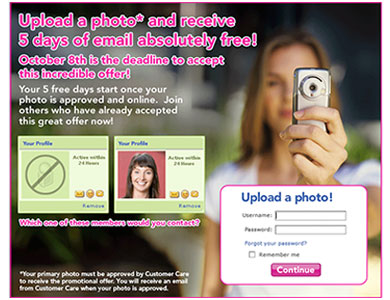 Upload a photo* and receive
5 days of email absolutely free!
October 8th is the deadline to accept
this incredible offer!
Your 5 free days start once your
photo is approved and online. Join
others who have already accepted
this great offer now!
Your Profile
Active within
24 Hours
Remove
Your Profile
Active within
24 Hours
Remove
Which one of these members would you contact?
Upload a photo!
Username:
Password:
Forgot your password?
Remember me
Continue
*Your primary photo must be approved by Customer Care
to receive the promotional offer. You will receive an email
from Customer Care when your photo is approved.